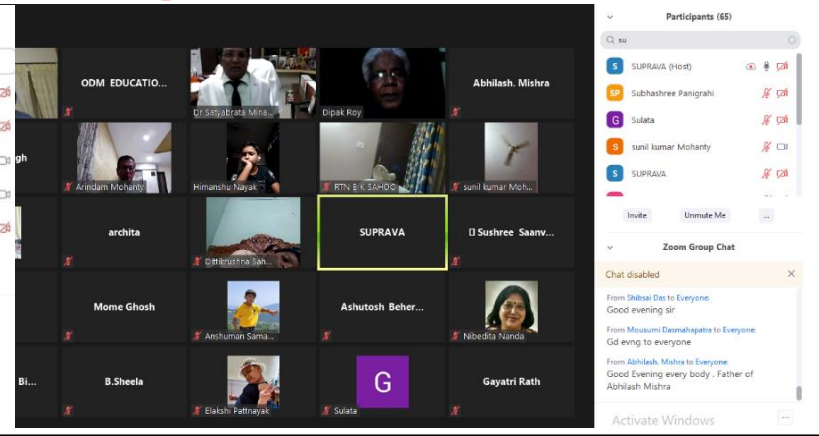 ODM EDUCATIO...
Dr Satyabrata Mina...
Dipak Roy
Abhilash. Mishra
gh
Arindam Mohanty
Himanshu Nayak
RTN B K SAHOO
sunil kumar Moh...
archita
Dittikrushna Sah...
SUPRAVA
Sushree Saanv...
Mome Ghosh
Anshuman Sama...
Ashutosh Beher...
Nibedita Nanda
Bi...
B.Sheela
Elakshi Pattnayak
G
Sulata
Gayatri Rath
Participants (65)
su
S SUPRAVA (Host)
SP Subhashree Panigrahi
G Sulata
S sunil kumar Mohanty
S SUPRAVA
Invite Unmute Me ...
Zoom Group Chat
Chat disabled
From Shibsai Das to Everyone:
Good evening sir
From Mousumi Dasmahapatra to Everyone:
Gd evng to everyone
From Abhilash. Mishra to Everyone:
Good Evening every body . Father of
Abhilash Mishra
Activate Windows